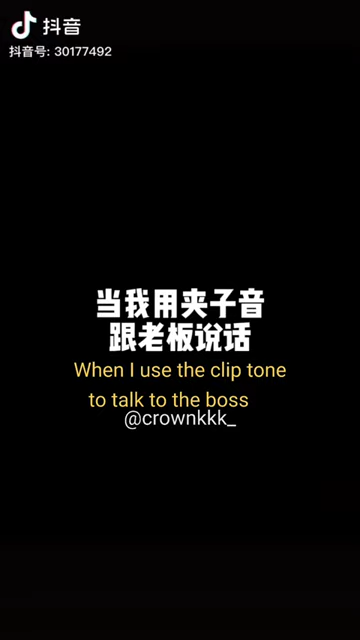 抖音
抖音号: 30177492
当我用夹子音
跟老板说话
When I use the clip tone
to talk to the boss
@crownkkk_